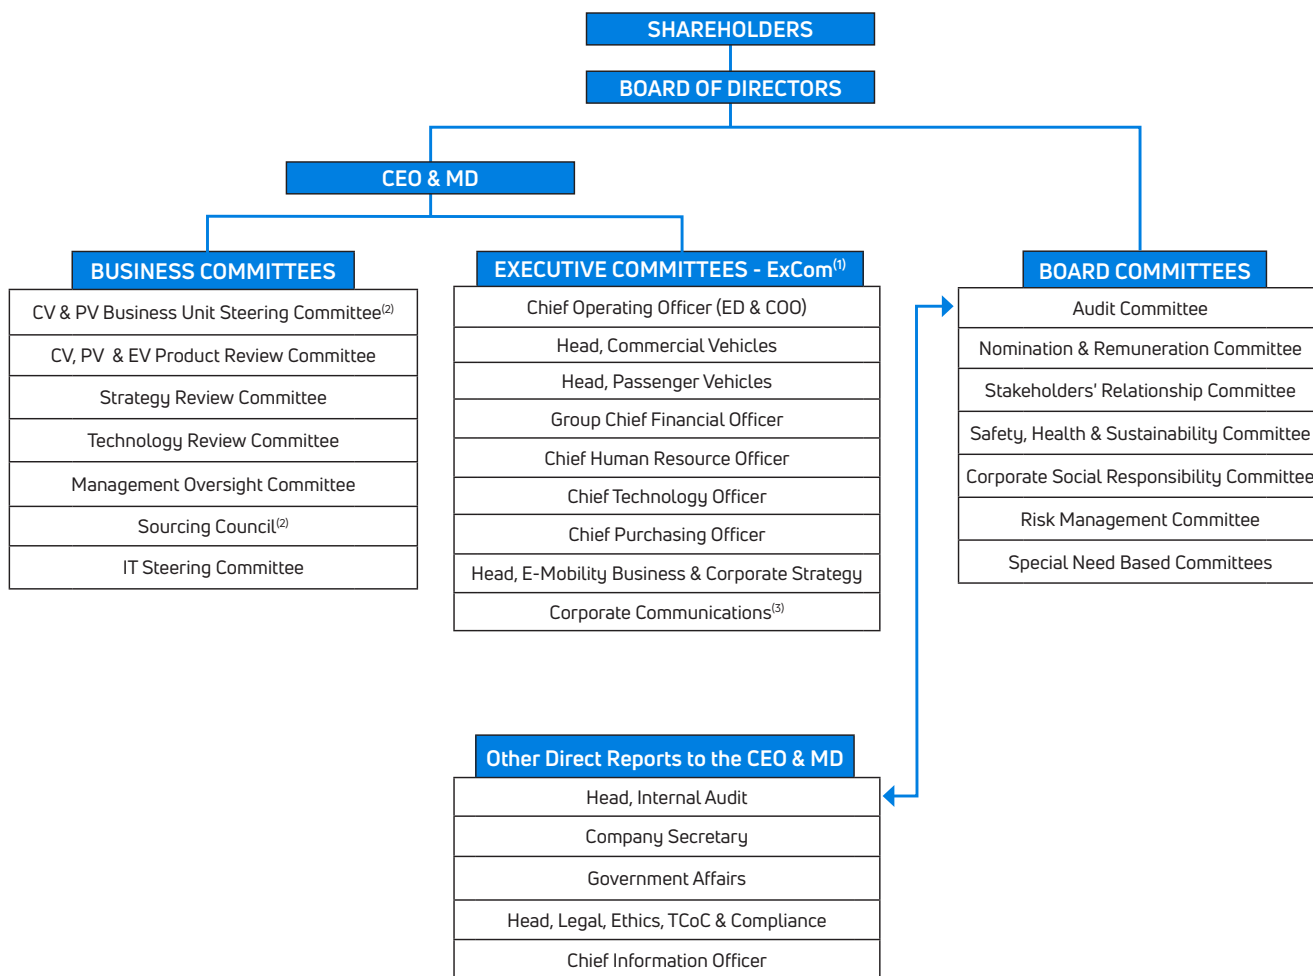 SHAREHOLDERS
BOARD OF DIRECTORS
CEO & MD
BUSINESS COMMITTEES
CV & PV Business Unit Steering Committee(2)
CV, PV & EV Product Review Committee
Strategy Review Committee
Technology Review Committee
Management Oversight Committee
Sourcing Council(2)
IT Steering Committee
EXECUTIVE COMMITTEES - ExCom(1)
Chief Operating Officer (ED & COO)
Head, Commercial Vehicles
Head, Passenger Vehicles
Group Chief Financial Officer
Chief Human Resource Officer
Chief Technology Officer
Chief Purchasing Officer
Head, E-Mobility Business & Corporate Strategy
Corporate Communications(3)
BOARD COMMITTEES
Audit Committee
Nomination & Remuneration Committee
Stakeholders' Relationship Committee
Safety, Health & Sustainability Committee
Corporate Social Responsibility Committee
Risk Management Committee
Special Need Based Committees
Other Direct Reports to the CEO & MD
Head, Internal Audit
Company Secretary
Government Affairs
Head, Legal, Ethics, TCoC & Compliance
Chief Information Officer